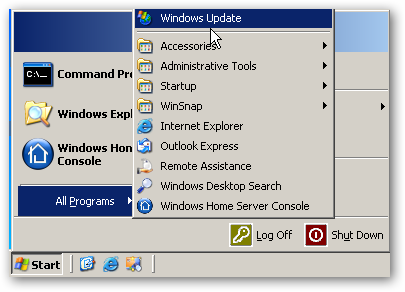 Windows Update
Accessories
Administrative Tools
Startup
WinSnap
Internet Explorer
Outlook Express
Remote Assistance
Windows Desktop Search
Windows Home Server Console
C:\
Command Pro
Windows Expl
Windows Hom
Console
All Programs
Log Off
Shut Down
Start